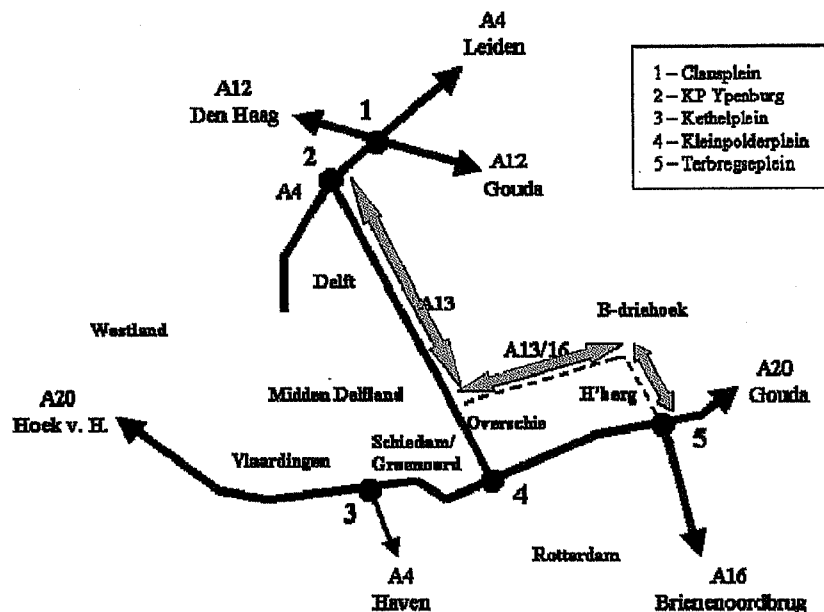 A4
Leiden
1 – Clausplein
2 – KP Ypenburg
3 – Kethelplein
4 – Kleinpolderplein
5 – Terbregseplein
A12
Den Haag
1
2
A12
Gouda
A4
Delft
A13
B-driehoek
Westland
A13/16
A20
Gouda
A20
Hoek v. H.
Midden Delfland
H'berg
Overschie
Schiedam/
Groenoord
Vlaardingen
5
4
3
Rotterdam
A4
Haven
A16
Brienenoordbrug